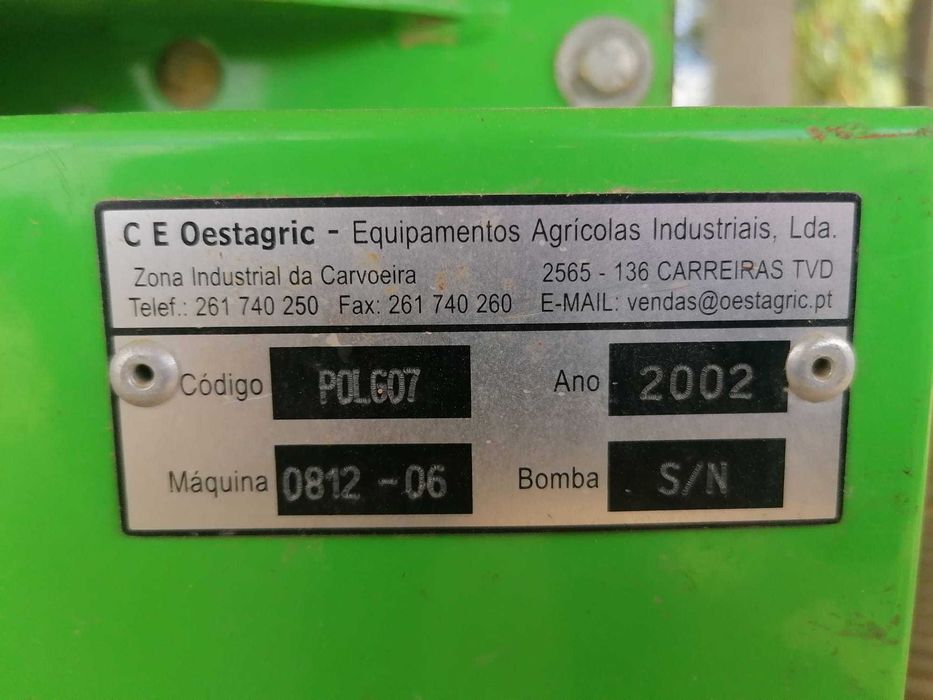 C E Oestagric - Equipamentos Agrícolas Industriais, Lda.
Zona Industrial da Carvoeira 2565 - 136 CARREIRAS TVD
Telef.: 261 740 250 Fax: 261 740 260 E-MAIL: vendas@oestagric.pt
Código POLG07 Ano 2002
Máquina 0812 -06 Bomba S/N